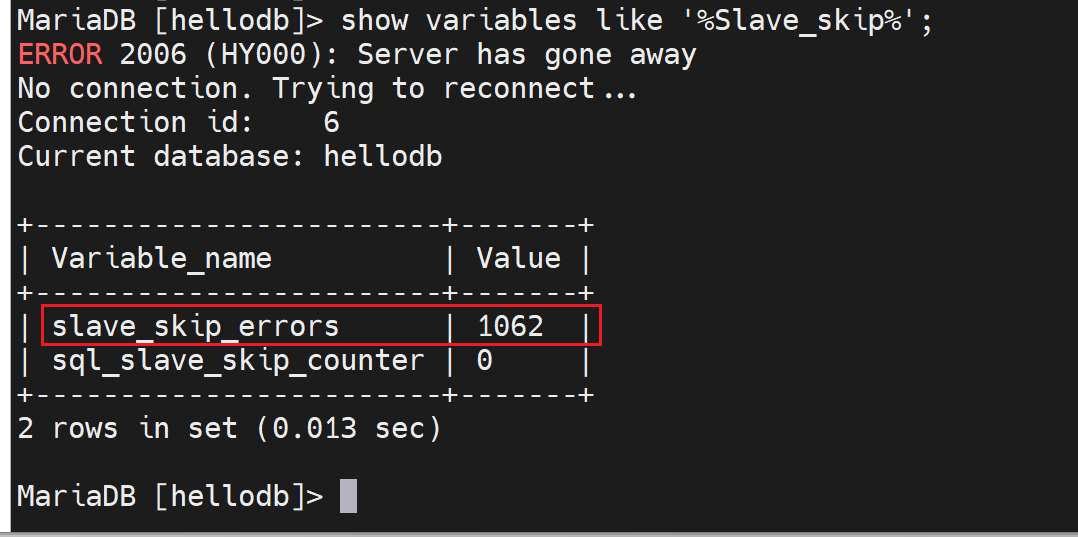 MariaDB [hellodb]> show variables like '%Slave_skip%';
ERROR 2006 (HY000): Server has gone away
No connection. Trying to reconnect...
Connection id:    6
Current database: hellodb

+------------------------+-------+
| Variable_name          | Value |
+------------------------+-------+
| slave_skip_errors      | 1062  |
| sql_slave_skip_counter | 0     |
+------------------------+-------+
2 rows in set (0.013 sec)

MariaDB [hellodb]>